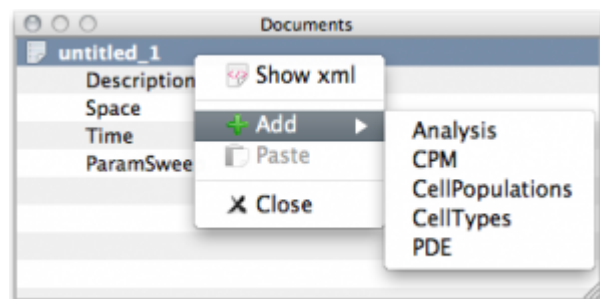 Documents
untitled_1
Description
Space
Time
ParamSwee
Show xml
Add
Paste
Close
Analysis
CPM
CellPopulations
CellTypes
PDE